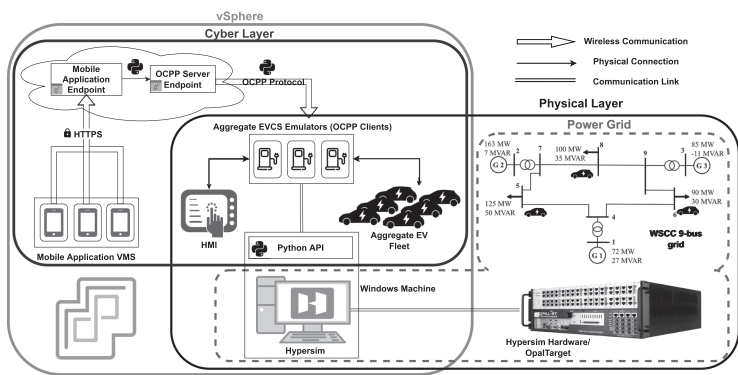 vSphere
Cyber Layer
Mobile
Application
Endpoint
OCPP Server
Endpoint
OCPP Protocol
HTTPS
Mobile Application VMS
Wireless Communication
Physical Connection
Communication Link
Physical Layer
Power Grid
Aggregate EVCS Emulators (OCPP Clients)
HMI
Aggregate EV
Fleet
Python API
Windows Machine
Hypersim
163 MW
7 MVAR
G 2
2
7
100 MW
35 MVAR
8
9
3
85 MW
-11 MVAR
G 3
5
125 MW
50 MVAR
90 MW
30 MVAR
6
4
1
G 1
72 MW
27 MVAR
WSCC 9-bus
grid
OPAL-RT
Hypersim Hardware/
OpalTarget